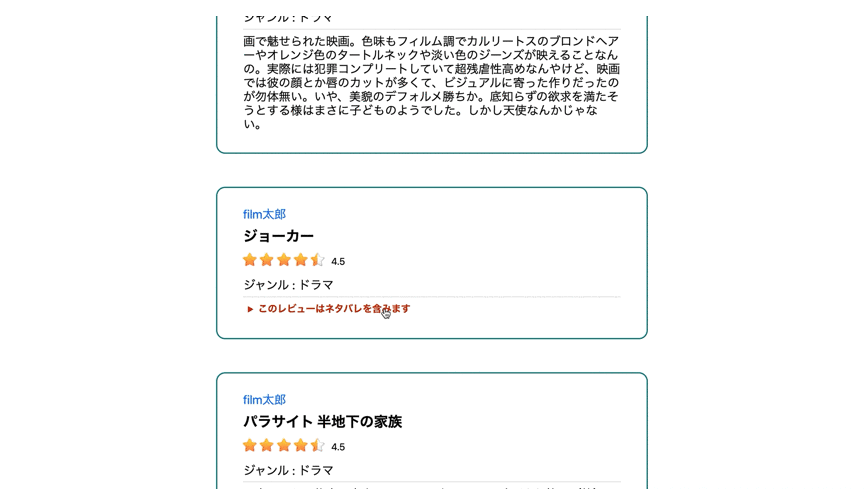 ジャンル : ドラマ
画で魅せられた映画。色味もフィルム調でカルリートスのブロンドヘア
ーやオレンジ色のタートルネックや淡い色のジーンズが映えることなん
の。実際には犯罪コンプリートしていて超残虐性高めなんやけど、映画
では彼の顔とか唇のカットが多くて、ビジュアルに寄った作りだったの
が勿体無い。いや、美貌のデフォルメ勝ちか。底知らずの欲求を満たそ
うとする様はまさに子どものようでした。しかし天使なんかじゃな
い。
film太郎
ジョーカー
4.5
ジャンル : ドラマ
▶ このレビューはネタバレを含みます
film太郎
パラサイト 半地下の家族
4.5
ジャンル : ドラマ